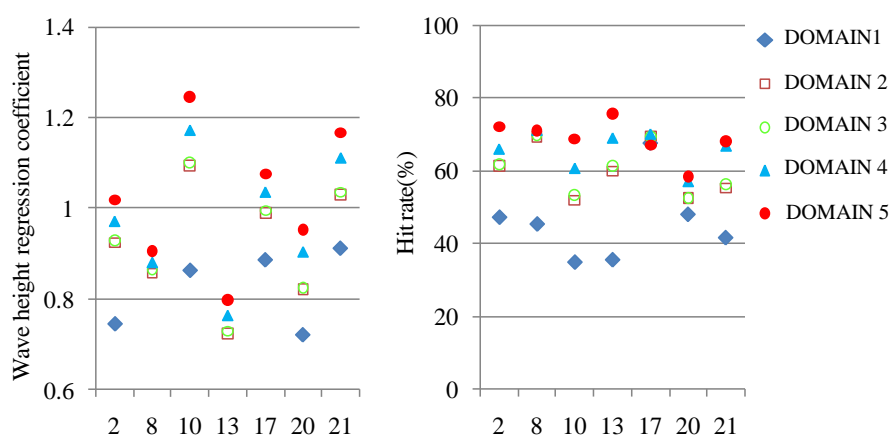 Wave height regression coefficient
1.4
1.2
1
0.8
0.6
2 8 10 13 17 20 21
Hit rate(%)
100
80
60
40
20
0
2 8 10 13 17 20 21
DOMAIN1
DOMAIN 2
DOMAIN 3
DOMAIN 4
DOMAIN 5